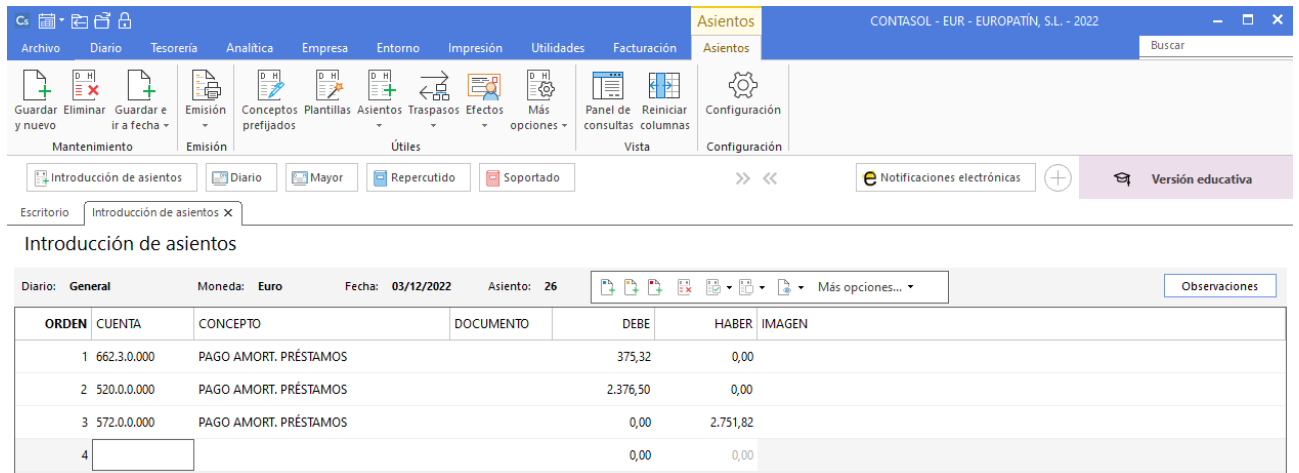 Cs Asientos CONTASOL - EUR - EUROPATÍN, S.L. - 2022
Archivo Diario Tesorería Analítica Empresa Entorno Impresión Utilidades Facturación Asientos Buscar
D H D H D H D H D H
Guardar Eliminar Guardar e Emisión Conceptos Plantillas Asientos Traspasos Efectos Más Panel de Reiniciar Configuración
y nuevo ir a fecha prefijados opciones consultas columnas
Mantenimiento Emisión Útiles Vista Configuración
Introducción de asientos Diario Mayor Repercutido Soportado Notificaciones electrónicas Versión educativa
Escritorio Introducción de asientos X
Introducción de asientos
Diario: General Moneda: Euro Fecha: 03/12/2022 Asiento: 26 Más opciones... Observaciones
ORDEN CUENTA CONCEPTO DOCUMENTO DEBE HABER IMAGEN
1 662.3.0.000 PAGO AMORT. PRÉSTAMOS 375,32 0,00
2 520.0.0.000 PAGO AMORT. PRÉSTAMOS 2.376,50 0,00
3 572.0.0.000 PAGO AMORT. PRÉSTAMOS 0,00 2.751,82
4 0,00 0,00